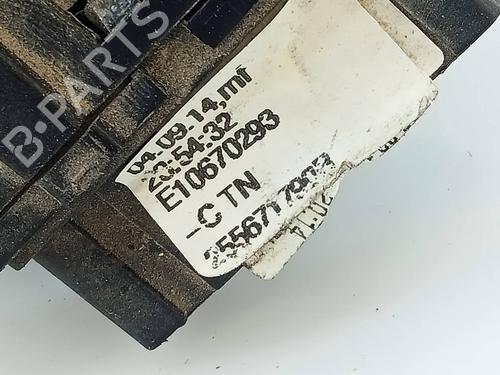 B-PARTS
04.09.14,mf
23:54:32
E10670293
-C TN